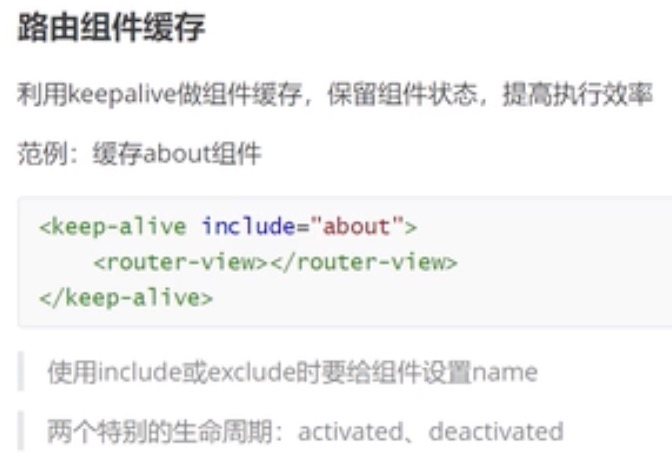 路由组件缓存
利用keepalive做组件缓存，保留组件状态，提高执行效率
范例：缓存about组件
<keep-alive include="about">
    <router-view></router-view>
</keep-alive>
使用include或exclude时要给组件设置name
两个特别的生命周期：activated、deactivated